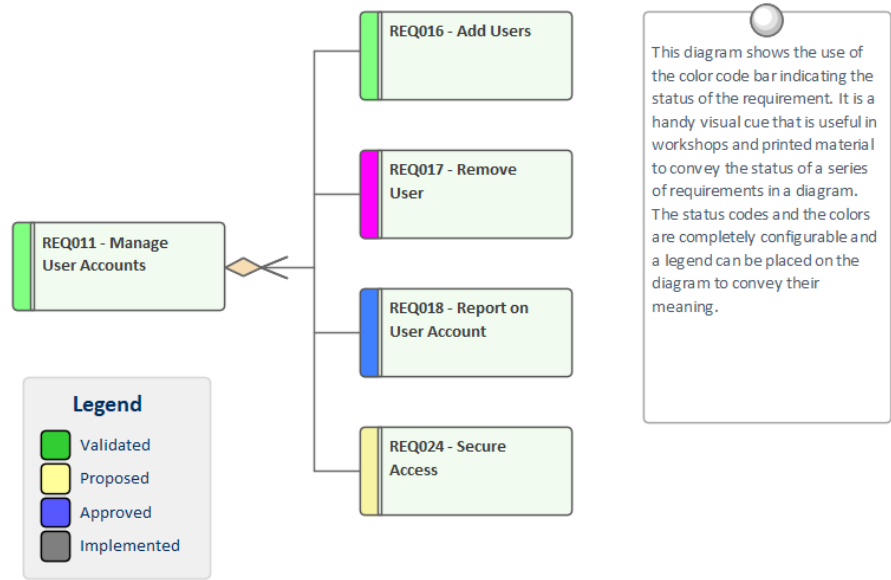 REQ016 - Add Users
REQ017 - Remove
User
REQ011 - Manage
User Accounts
REQ018 - Report on
User Account
REQ024 - Secure
Access
Legend
Validated
Proposed
Approved
Implemented
This diagram shows the use of
the color code bar indicating the
status of the requirement. It is a
handy visual cue that is useful in
workshops and printed material
to convey the status of a series
of requirements in a diagram.
The status codes and the colors
are completely configurable and
a legend can be placed on the
diagram to convey their
meaning.